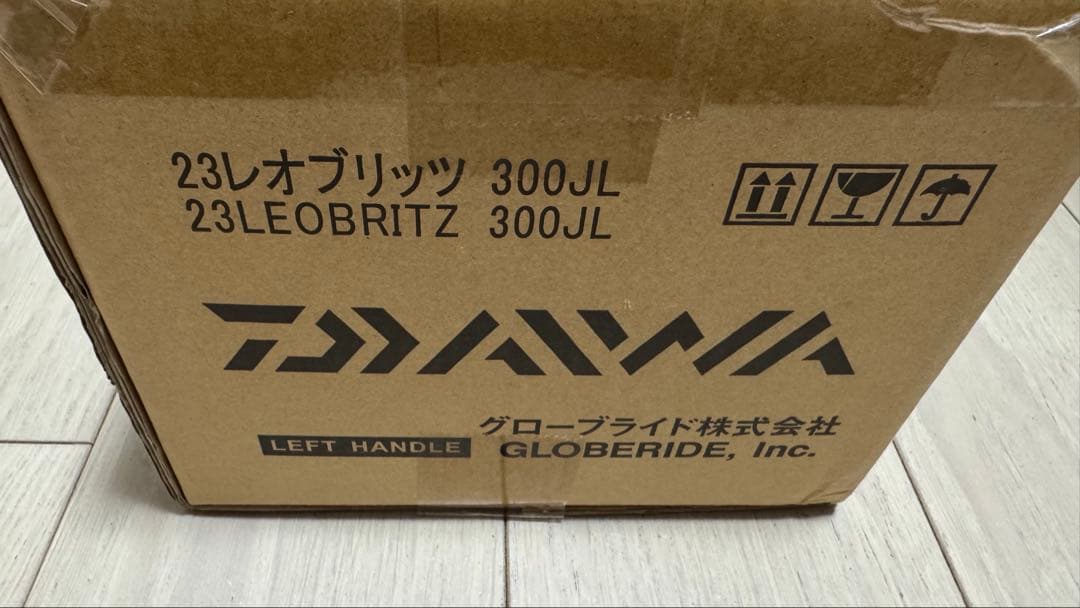 23レオブリッツ 300JL
23LEOBRITZ 300JL
DAIWA
グローブライド株式会社
LEFT HANDLE GLOBERIDE, Inc.